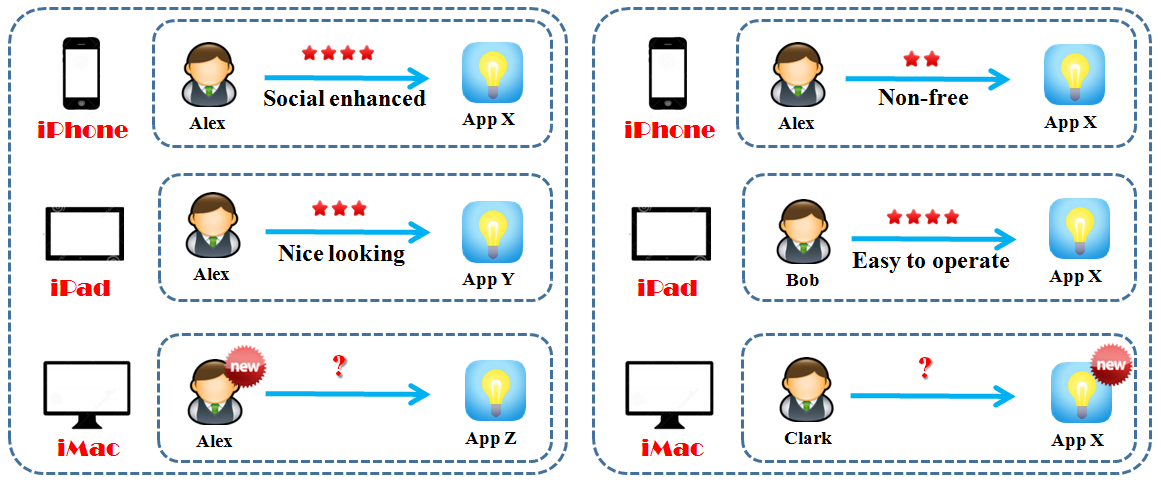 Social enhanced
Alex
App X
iPhone
Nice looking
Alex
App Y
iPad
?
new
Alex
App Z
iMac
Non-free
Alex
App X
iPhone
Easy to operate
Bob
App X
iPad
?
new
Clark
App X
iMac